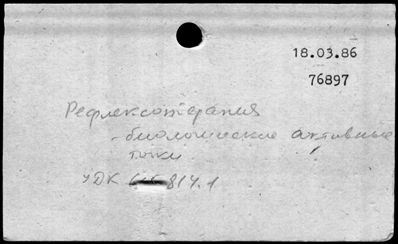 18.03.86
76897
Рефлексотерапия
-биологические активные
точки
УДК 615.814.1